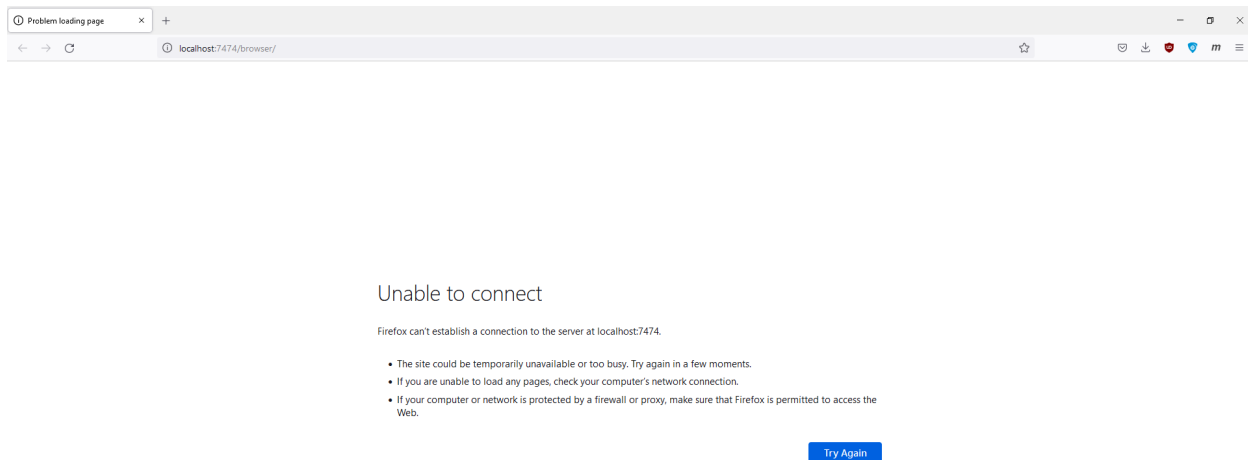 Problem loading page
localhost:7474/browser/
Unable to connect
Firefox can't establish a connection to the server at localhost:7474.
The site could be temporarily unavailable or too busy. Try again in a few moments.
If you are unable to load any pages, check your computer's network connection.
If your computer or network is protected by a firewall or proxy, make sure that Firefox is permitted to access the
Web.
Try Again